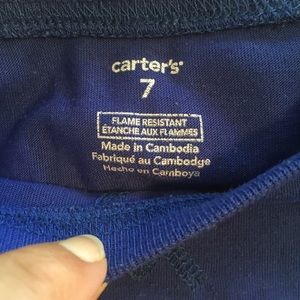 carter's
7
FLAME RESISTANT
ÉTANCHE AUX FLAMMES
Made in Cambodia
Fabriqué au Cambodge
Hecho en Camboya